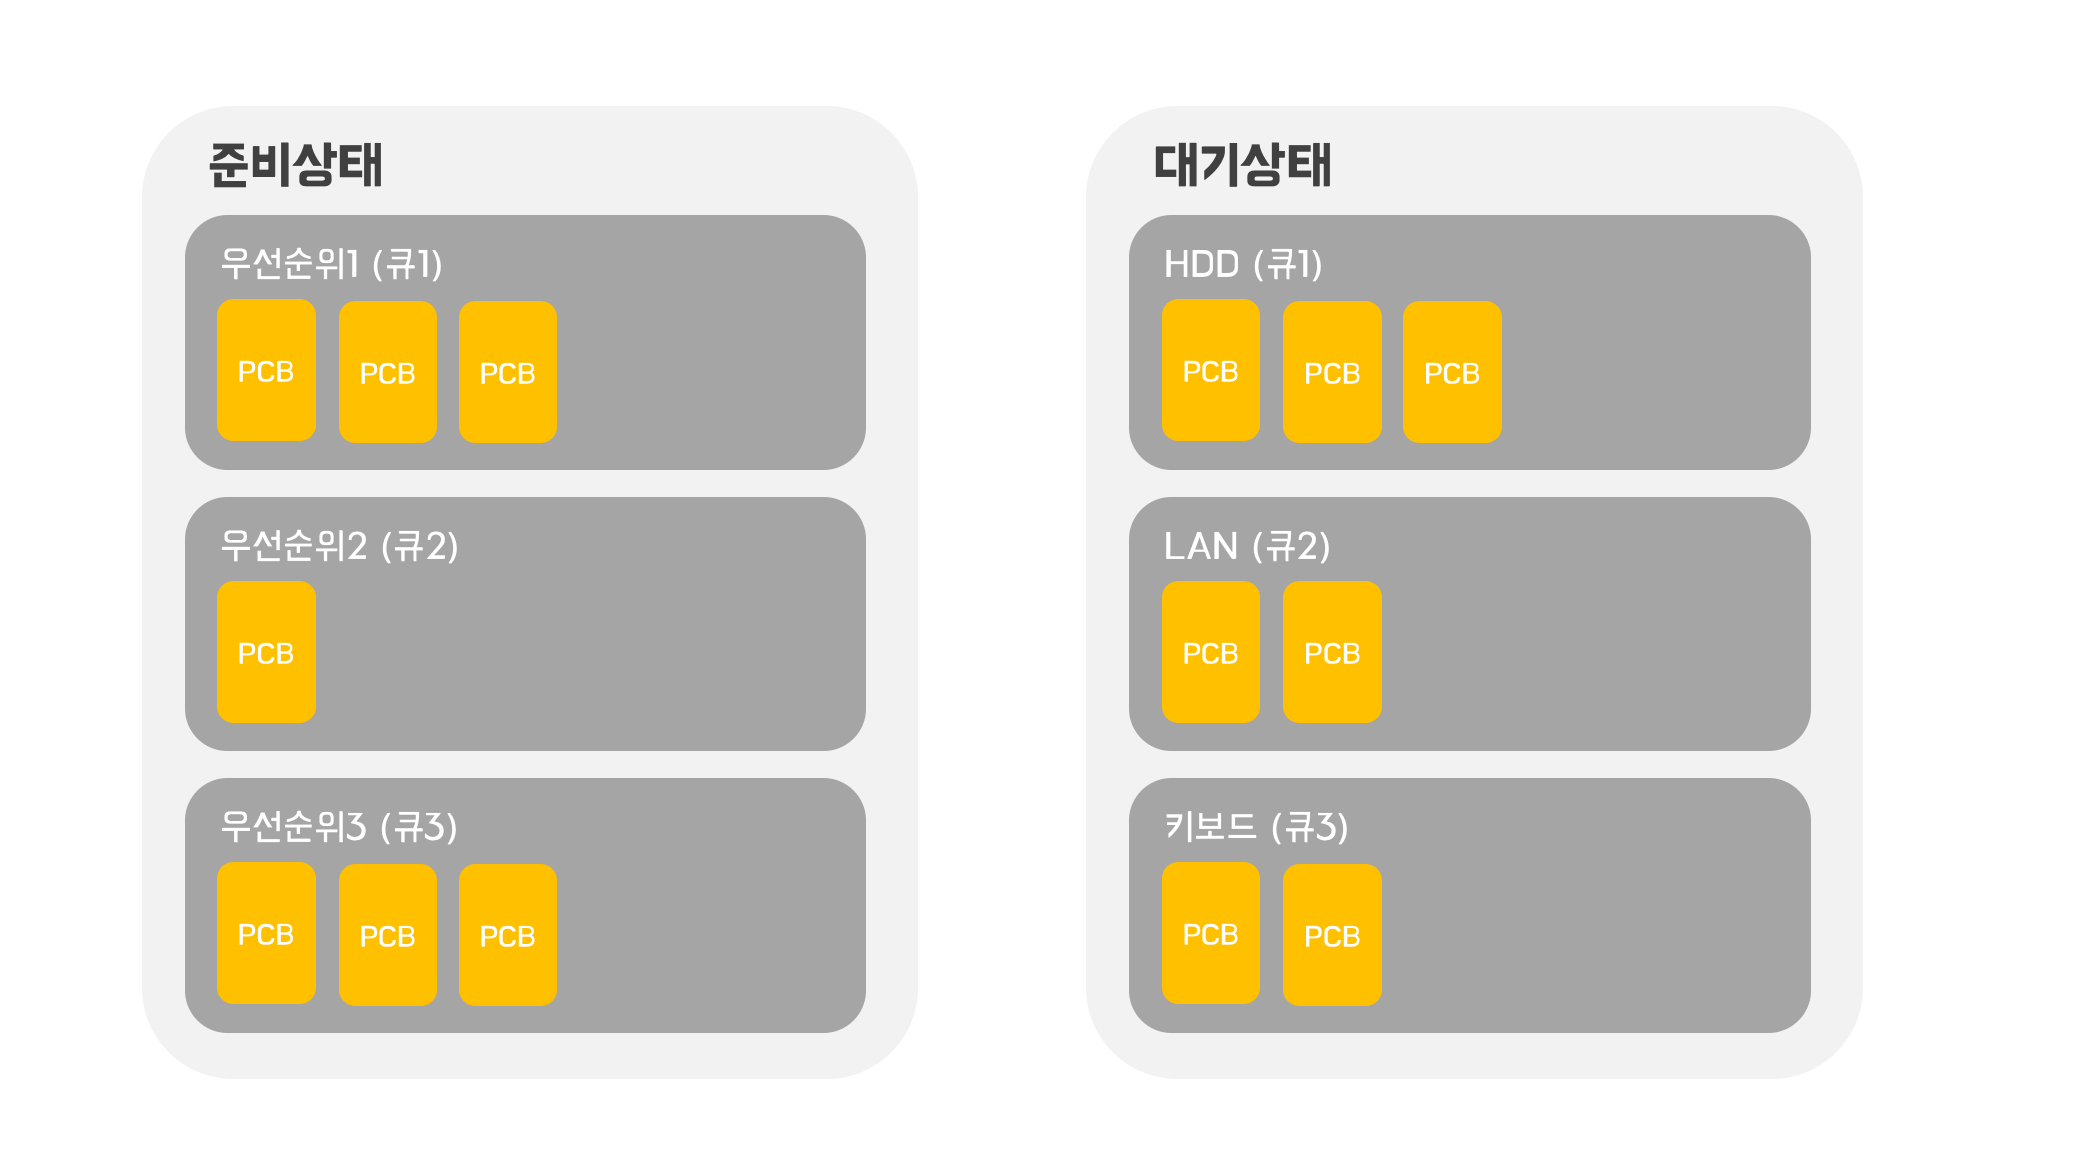 준비상태
우선순위1 (큐1)
PCB PCB PCB
우선순위2 (큐2)
PCB
우선순위3 (큐3)
PCB PCB PCB
대기상태
HDD (큐1)
PCB PCB PCB
LAN (큐2)
PCB PCB
키보드 (큐3)
PCB PCB